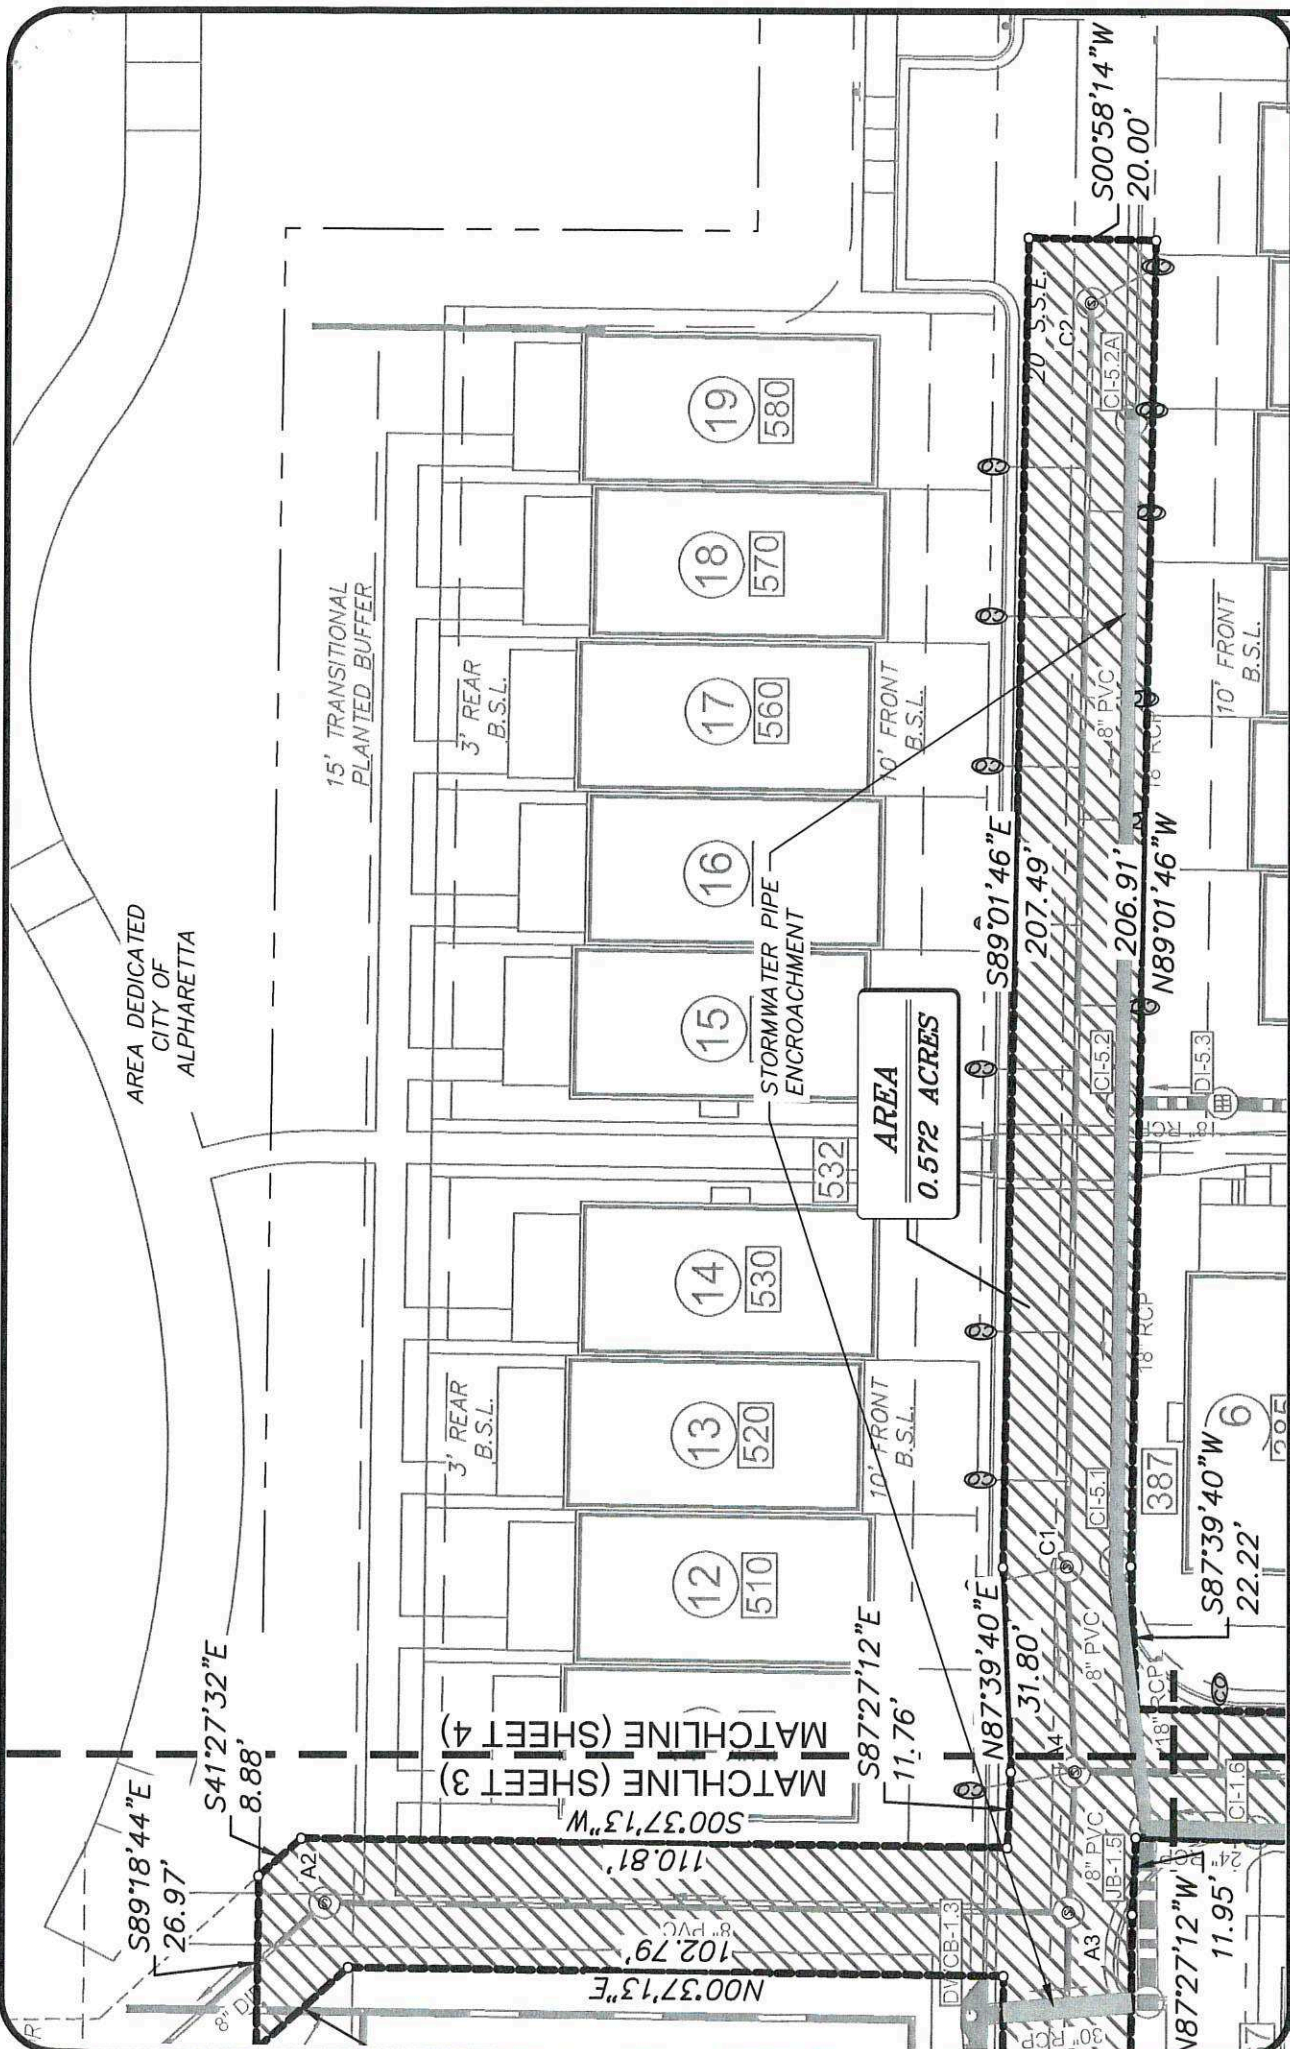 AREA DEDICATED
CITY OF
ALPHARETTA
15' TRANSITIONAL
PLANTED BUFFER
3' REAR
B.S.L.
3' REAR
B.S.L.
12
510
13
520
14
530
532
15
16
17
560
18
570
19
580
10' FRONT
B.S.L.
10' FRONT
B.S.L.
10' FRONT
B.S.L.
STORMWATER PIPE
ENCROACHMENT
AREA
0.572 ACRES
S89°18'44"E
26.97'
S41°27'32"E
8.88'
MATCHLINE (SHEET 4)
MATCHLINE (SHEET 3)
S00°37'13"W
110.81'
8" PVC
102.79'
N00°37'13"E
A2
S87°27'12"E
11.76'
N87°39'40"E
31.80'
S89°01'46"E
207.49'
206.91'
N89°01'46"W
20' S.S.E.
S00°58'14"W
20.00'
C2
CI-5.2A
8" PVC
CI-5.2
DI-5.3
18" RCP
C1
CI-5.1
8" PVC
18" RCP
387
6
S87°39'40"W
22.22'
A4
8" PVC
JB-1.5
A3
CI-1.6
24"
RCP
30" RCP
N87°27'12"W
11.95'